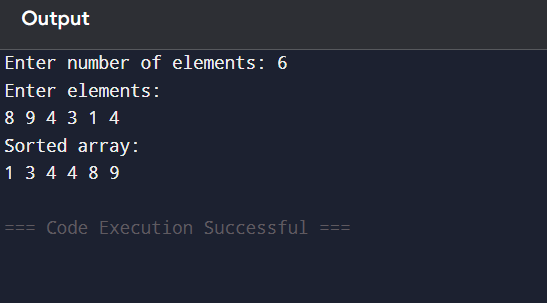 Output
Enter number of elements: 6
Enter elements:
8 9 4 3 1 4
Sorted array:
1 3 4 4 8 9
=== Code Execution Successful ===